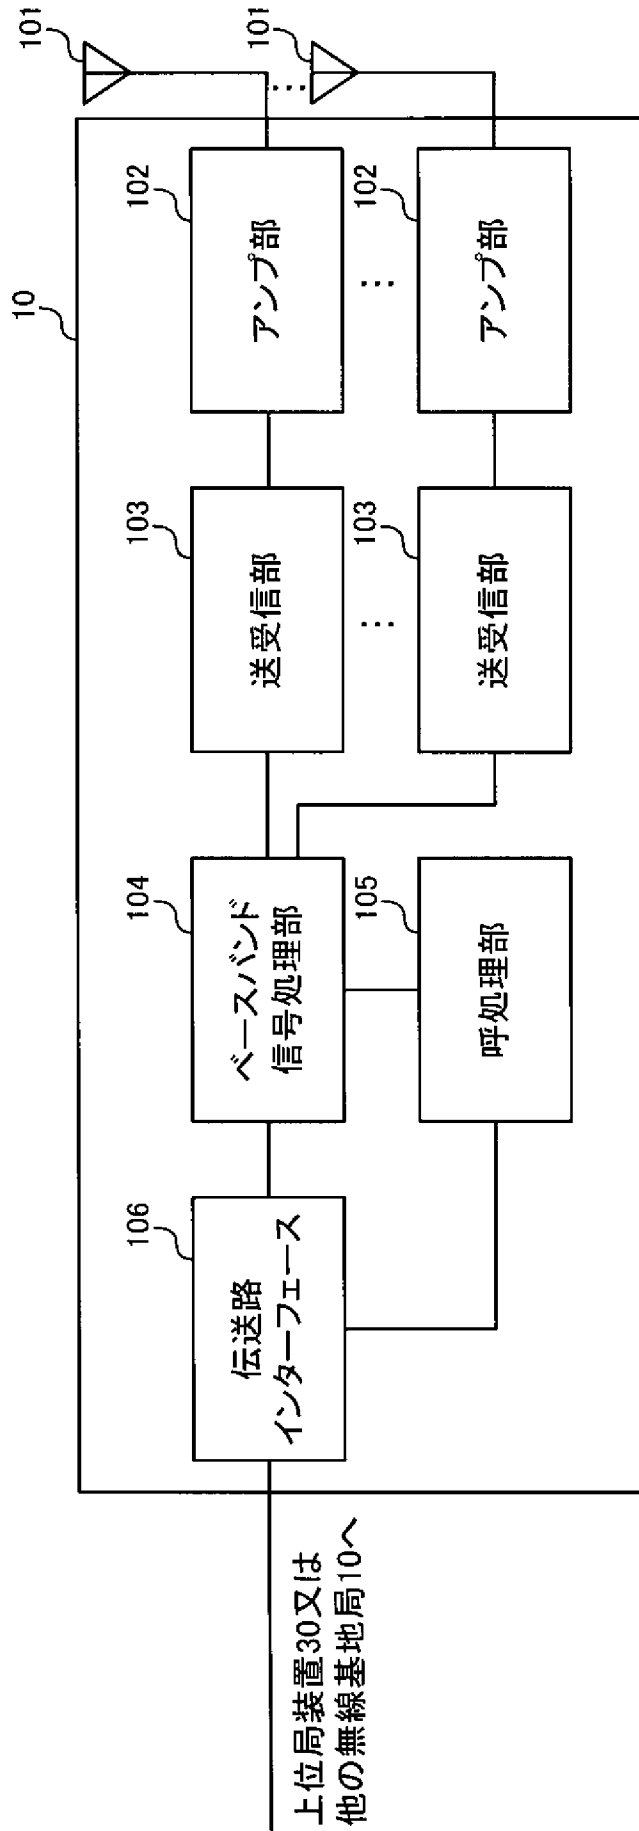 10
101
101
102
アンプ部
102
アンプ部
103
送受信部
103
送受信部
104
ベースバンド
信号処理部
105
呼処理部
106
伝送路
インターフェース
上位局装置30又は
他の無線基地局10へ